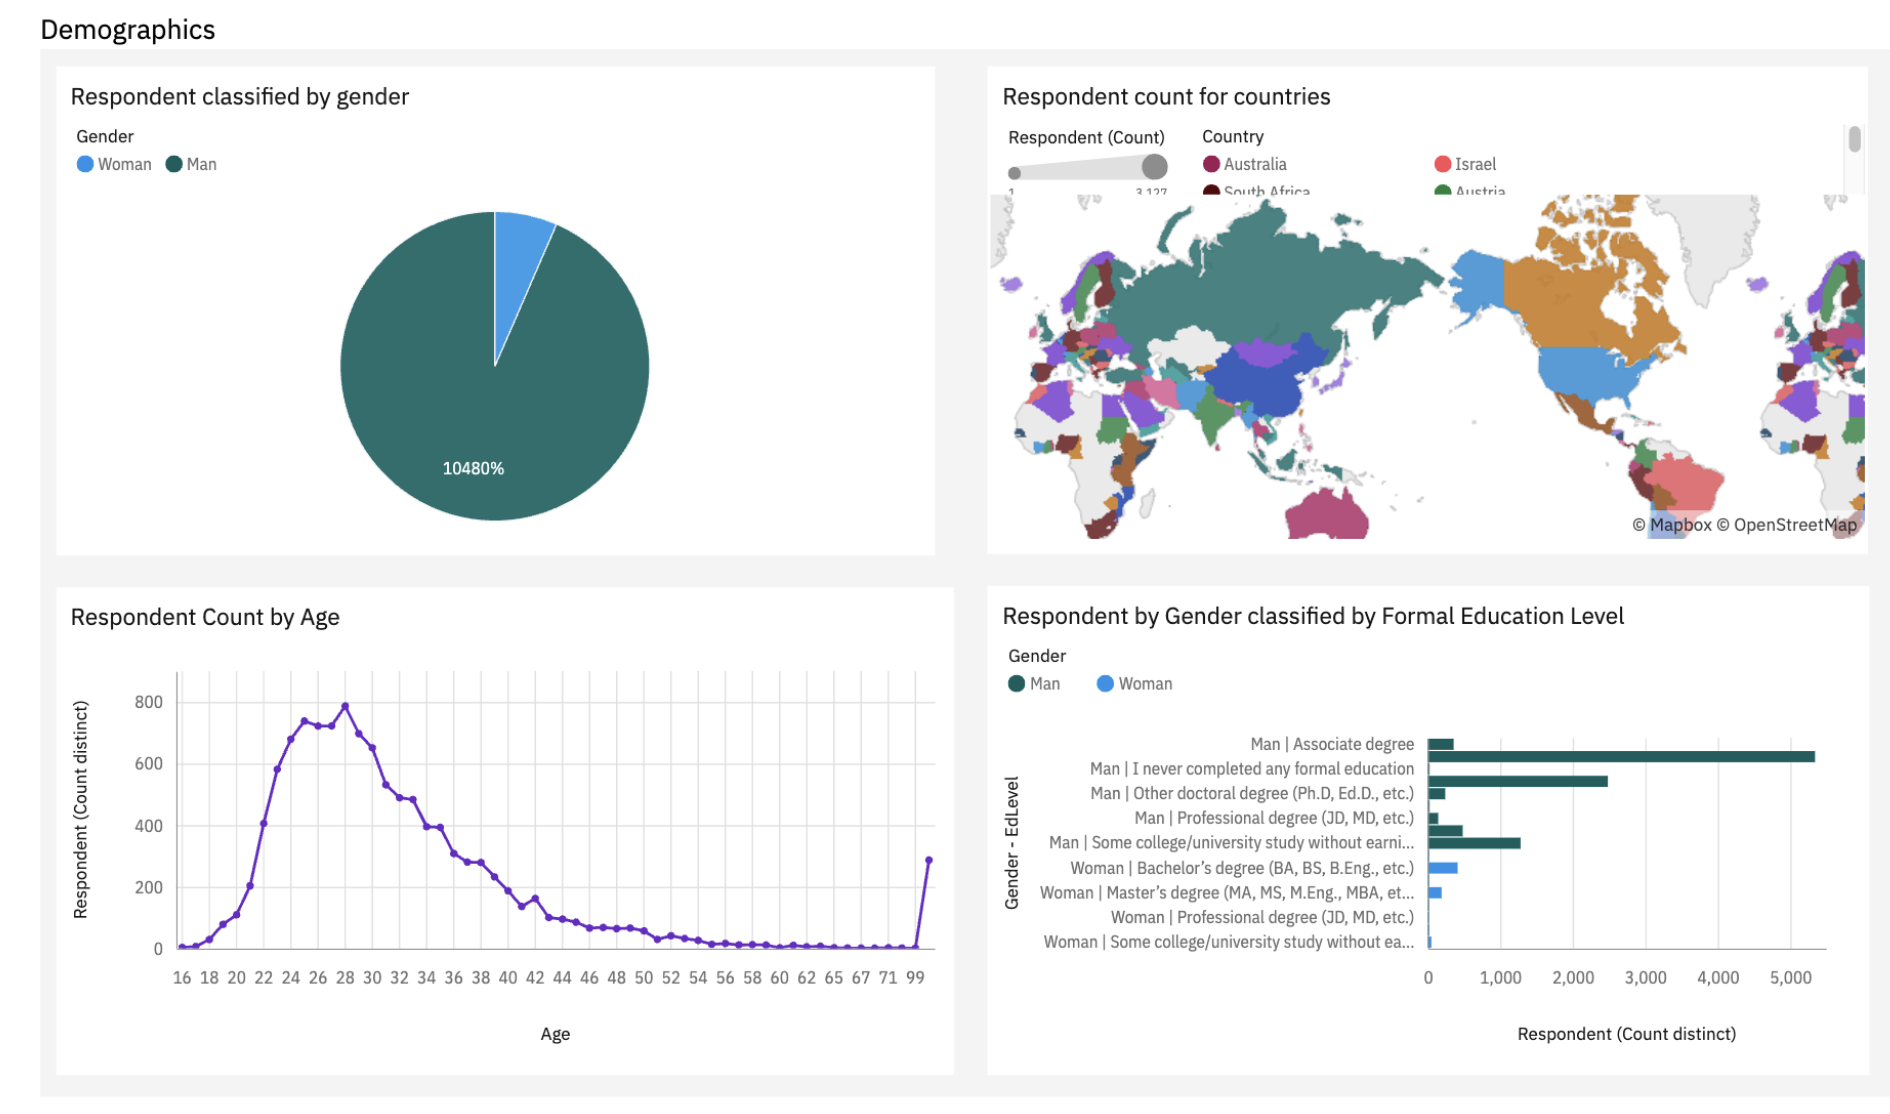 Demographics
Respondent classified by gender
Gender
Woman Man
10480%
Respondent count for countries
Respondent (Count) Country
Australia Israel
South Africa Austria
1 3,127
© Mapbox © OpenStreetMap
Respondent Count by Age
Respondent (Count distinct)
800
600
400
200
0
16 18 20 22 24 26 28 30 32 34 36 38 40 42 44 46 48 50 52 54 56 58 60 62 65 67 71 99
Age
Respondent by Gender classified by Formal Education Level
Gender
Man Woman
Gender - EdLevel
Man | Associate degree
Man | I never completed any formal education
Man | Other doctoral degree (Ph.D, Ed.D., etc.)
Man | Professional degree (JD, MD, etc.)
Man | Some college/university study without earni...
Woman | Bachelor’s degree (BA, BS, B.Eng., etc.)
Woman | Master’s degree (MA, MS, M.Eng., MBA, et...
Woman | Professional degree (JD, MD, etc.)
Woman | Some college/university study without ea...
0 1,000 2,000 3,000 4,000 5,000
Respondent (Count distinct)